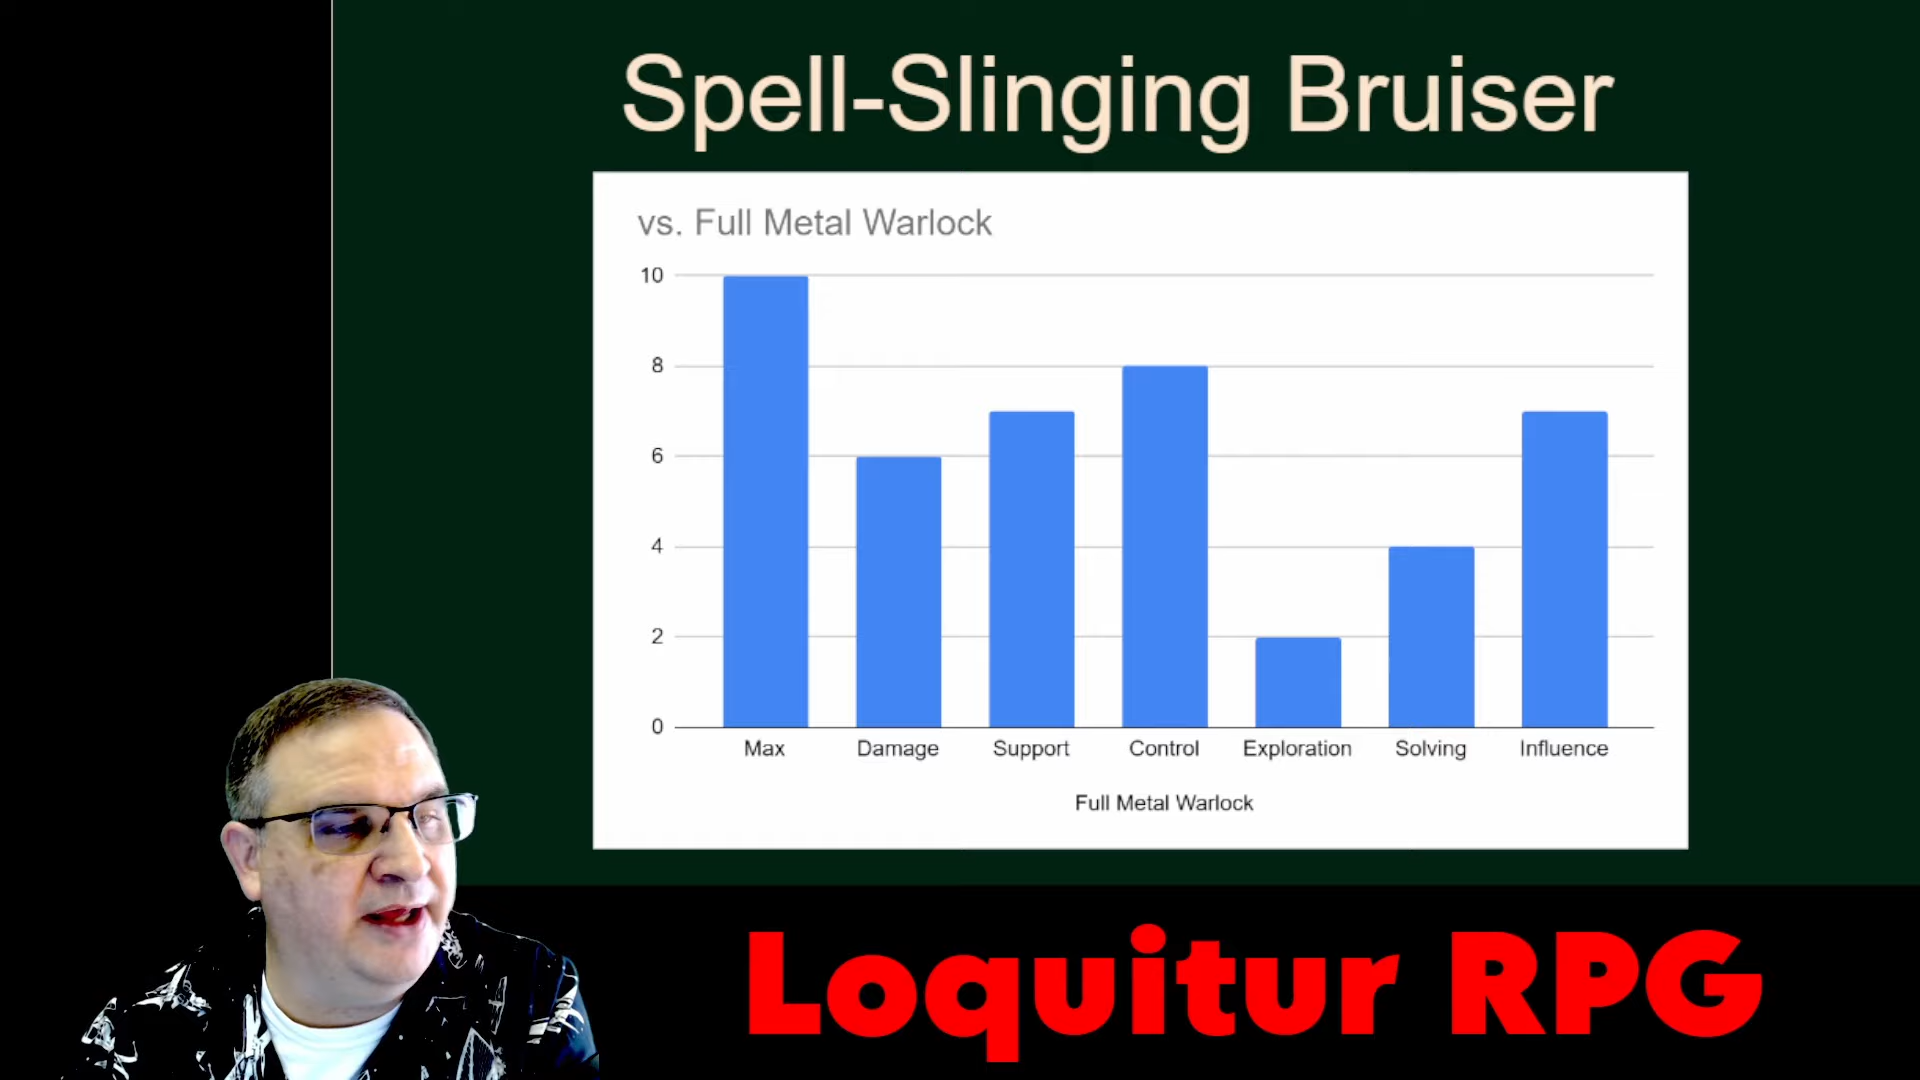 Spell-Slinging Bruiser
vs. Full Metal Warlock
10
8
6
4
2
0
Max Damage Support Control Exploration Solving Influence
Full Metal Warlock
Loquitur RPG